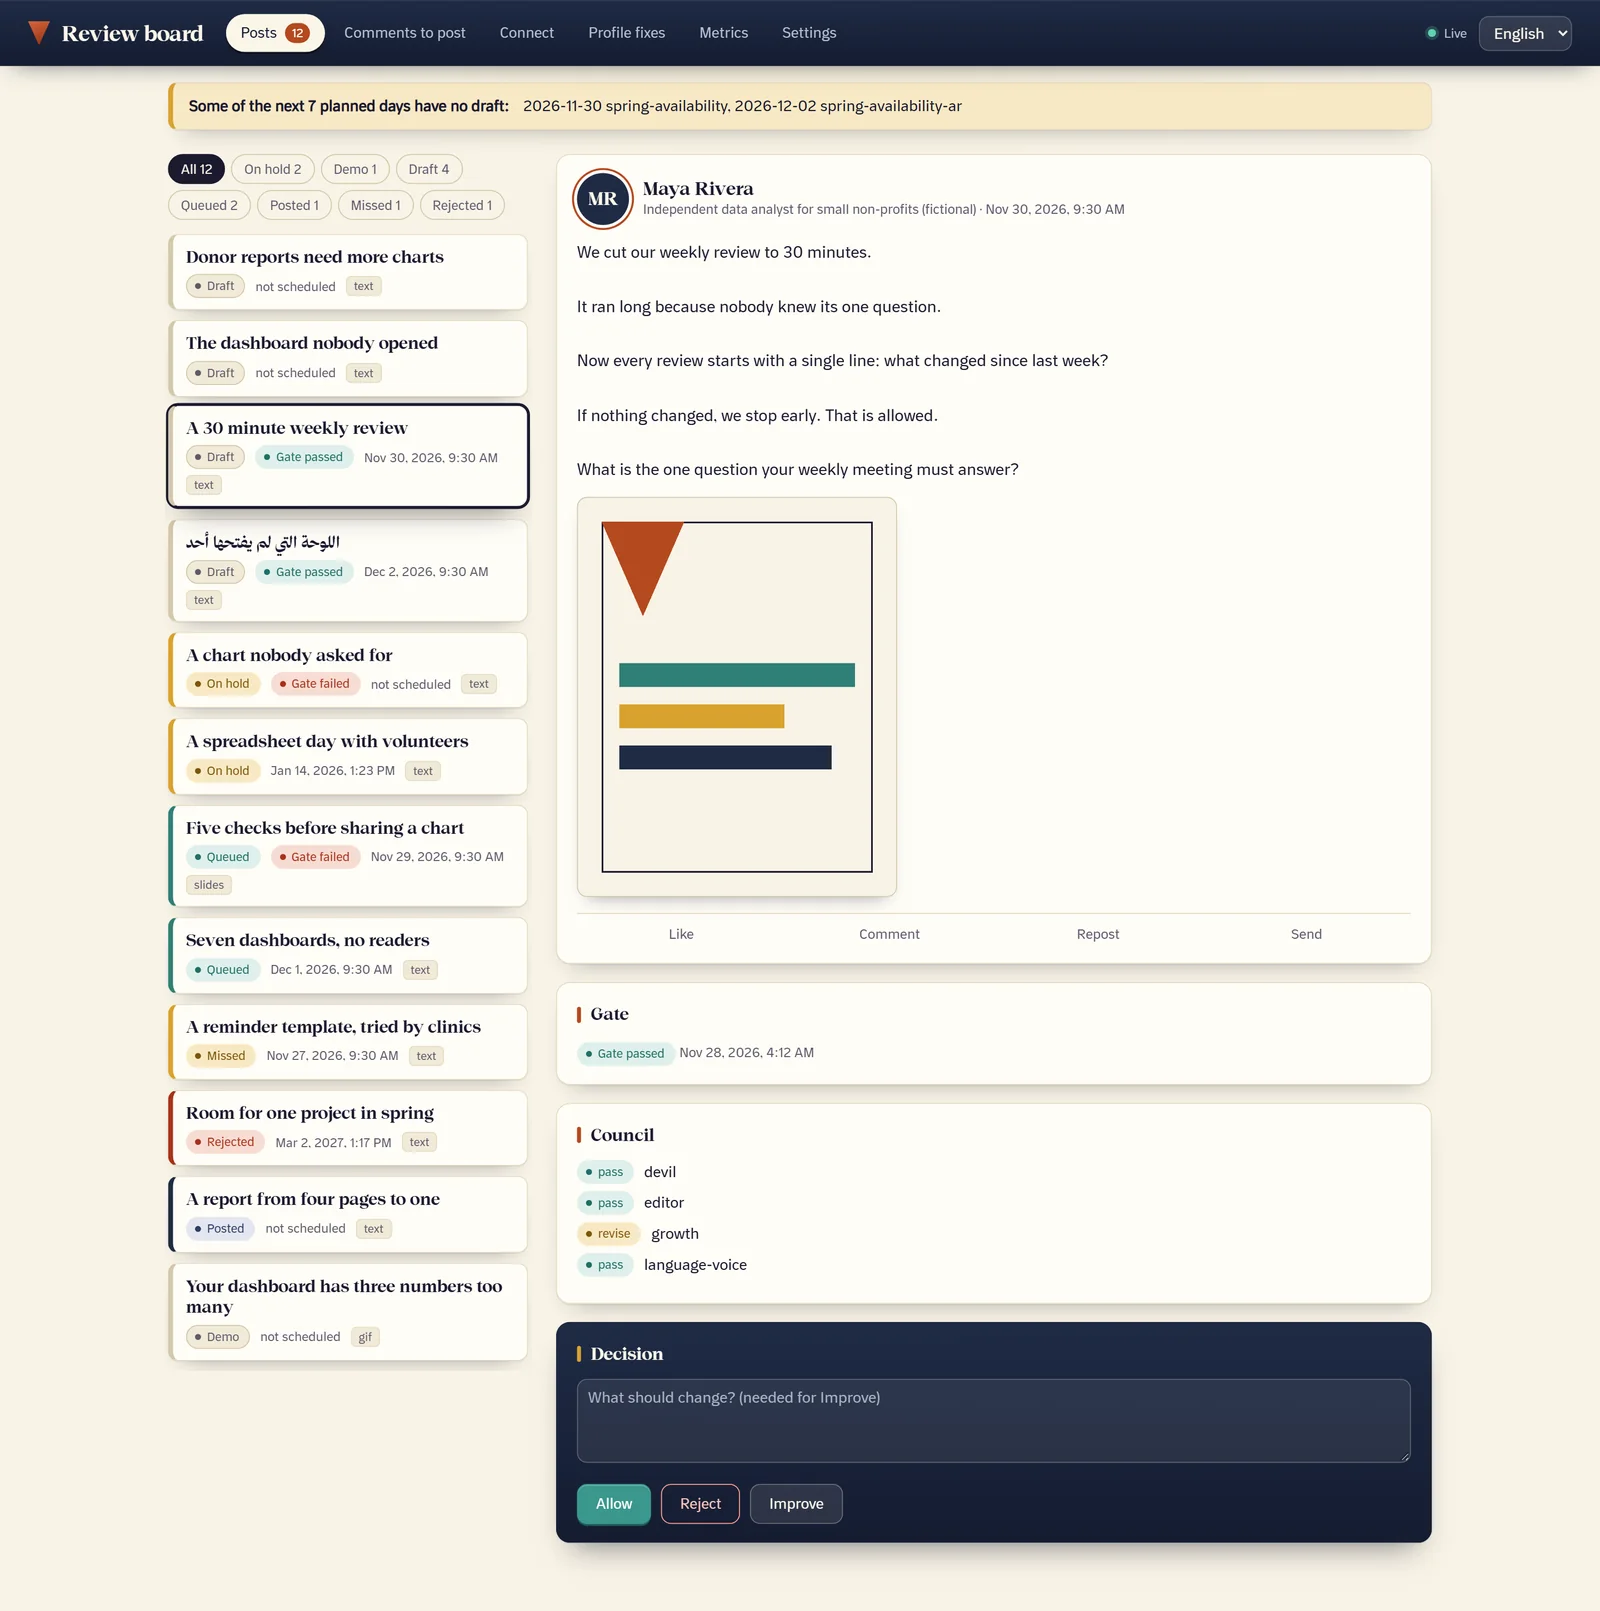 Review board
Posts 12
Comments to post
Connect
Profile fixes
Metrics
Settings
Live
English
Some of the next 7 planned days have no draft: 2026-11-30 spring-availability, 2026-12-02 spring-availability-ar
All 12
On hold 2
Demo 1
Draft 4
Queued 2
Posted 1
Missed 1
Rejected 1
Donor reports need more charts
Draft not scheduled text
The dashboard nobody opened
Draft not scheduled text
A 30 minute weekly review
Draft Gate passed Nov 30, 2026, 9:30 AM
text
اللوحة التي لم يفتحها أحد
Draft Gate passed Dec 2, 2026, 9:30 AM
text
A chart nobody asked for
On hold Gate failed not scheduled text
A spreadsheet day with volunteers
On hold Jan 14, 2026, 1:23 PM text
Five checks before sharing a chart
Queued Gate failed Nov 29, 2026, 9:30 AM
slides
Seven dashboards, no readers
Queued Dec 1, 2026, 9:30 AM text
A reminder template, tried by clinics
Missed Nov 27, 2026, 9:30 AM text
Room for one project in spring
Rejected Mar 2, 2027, 1:17 PM text
A report from four pages to one
Posted not scheduled text
Your dashboard has three numbers too
many
Demo not scheduled gif
MR
Maya Rivera
Independent data analyst for small non-profits (fictional) · Nov 30, 2026, 9:30 AM
We cut our weekly review to 30 minutes.
It ran long because nobody knew its one question.
Now every review starts with a single line: what changed since last week?
If nothing changed, we stop early. That is allowed.
What is the one question your weekly meeting must answer?
Like
Comment
Repost
Send
Gate
Gate passed Nov 28, 2026, 4:12 AM
Council
pass devil
pass editor
revise growth
pass language-voice
Decision
What should change? (needed for Improve)
Allow
Reject
Improve